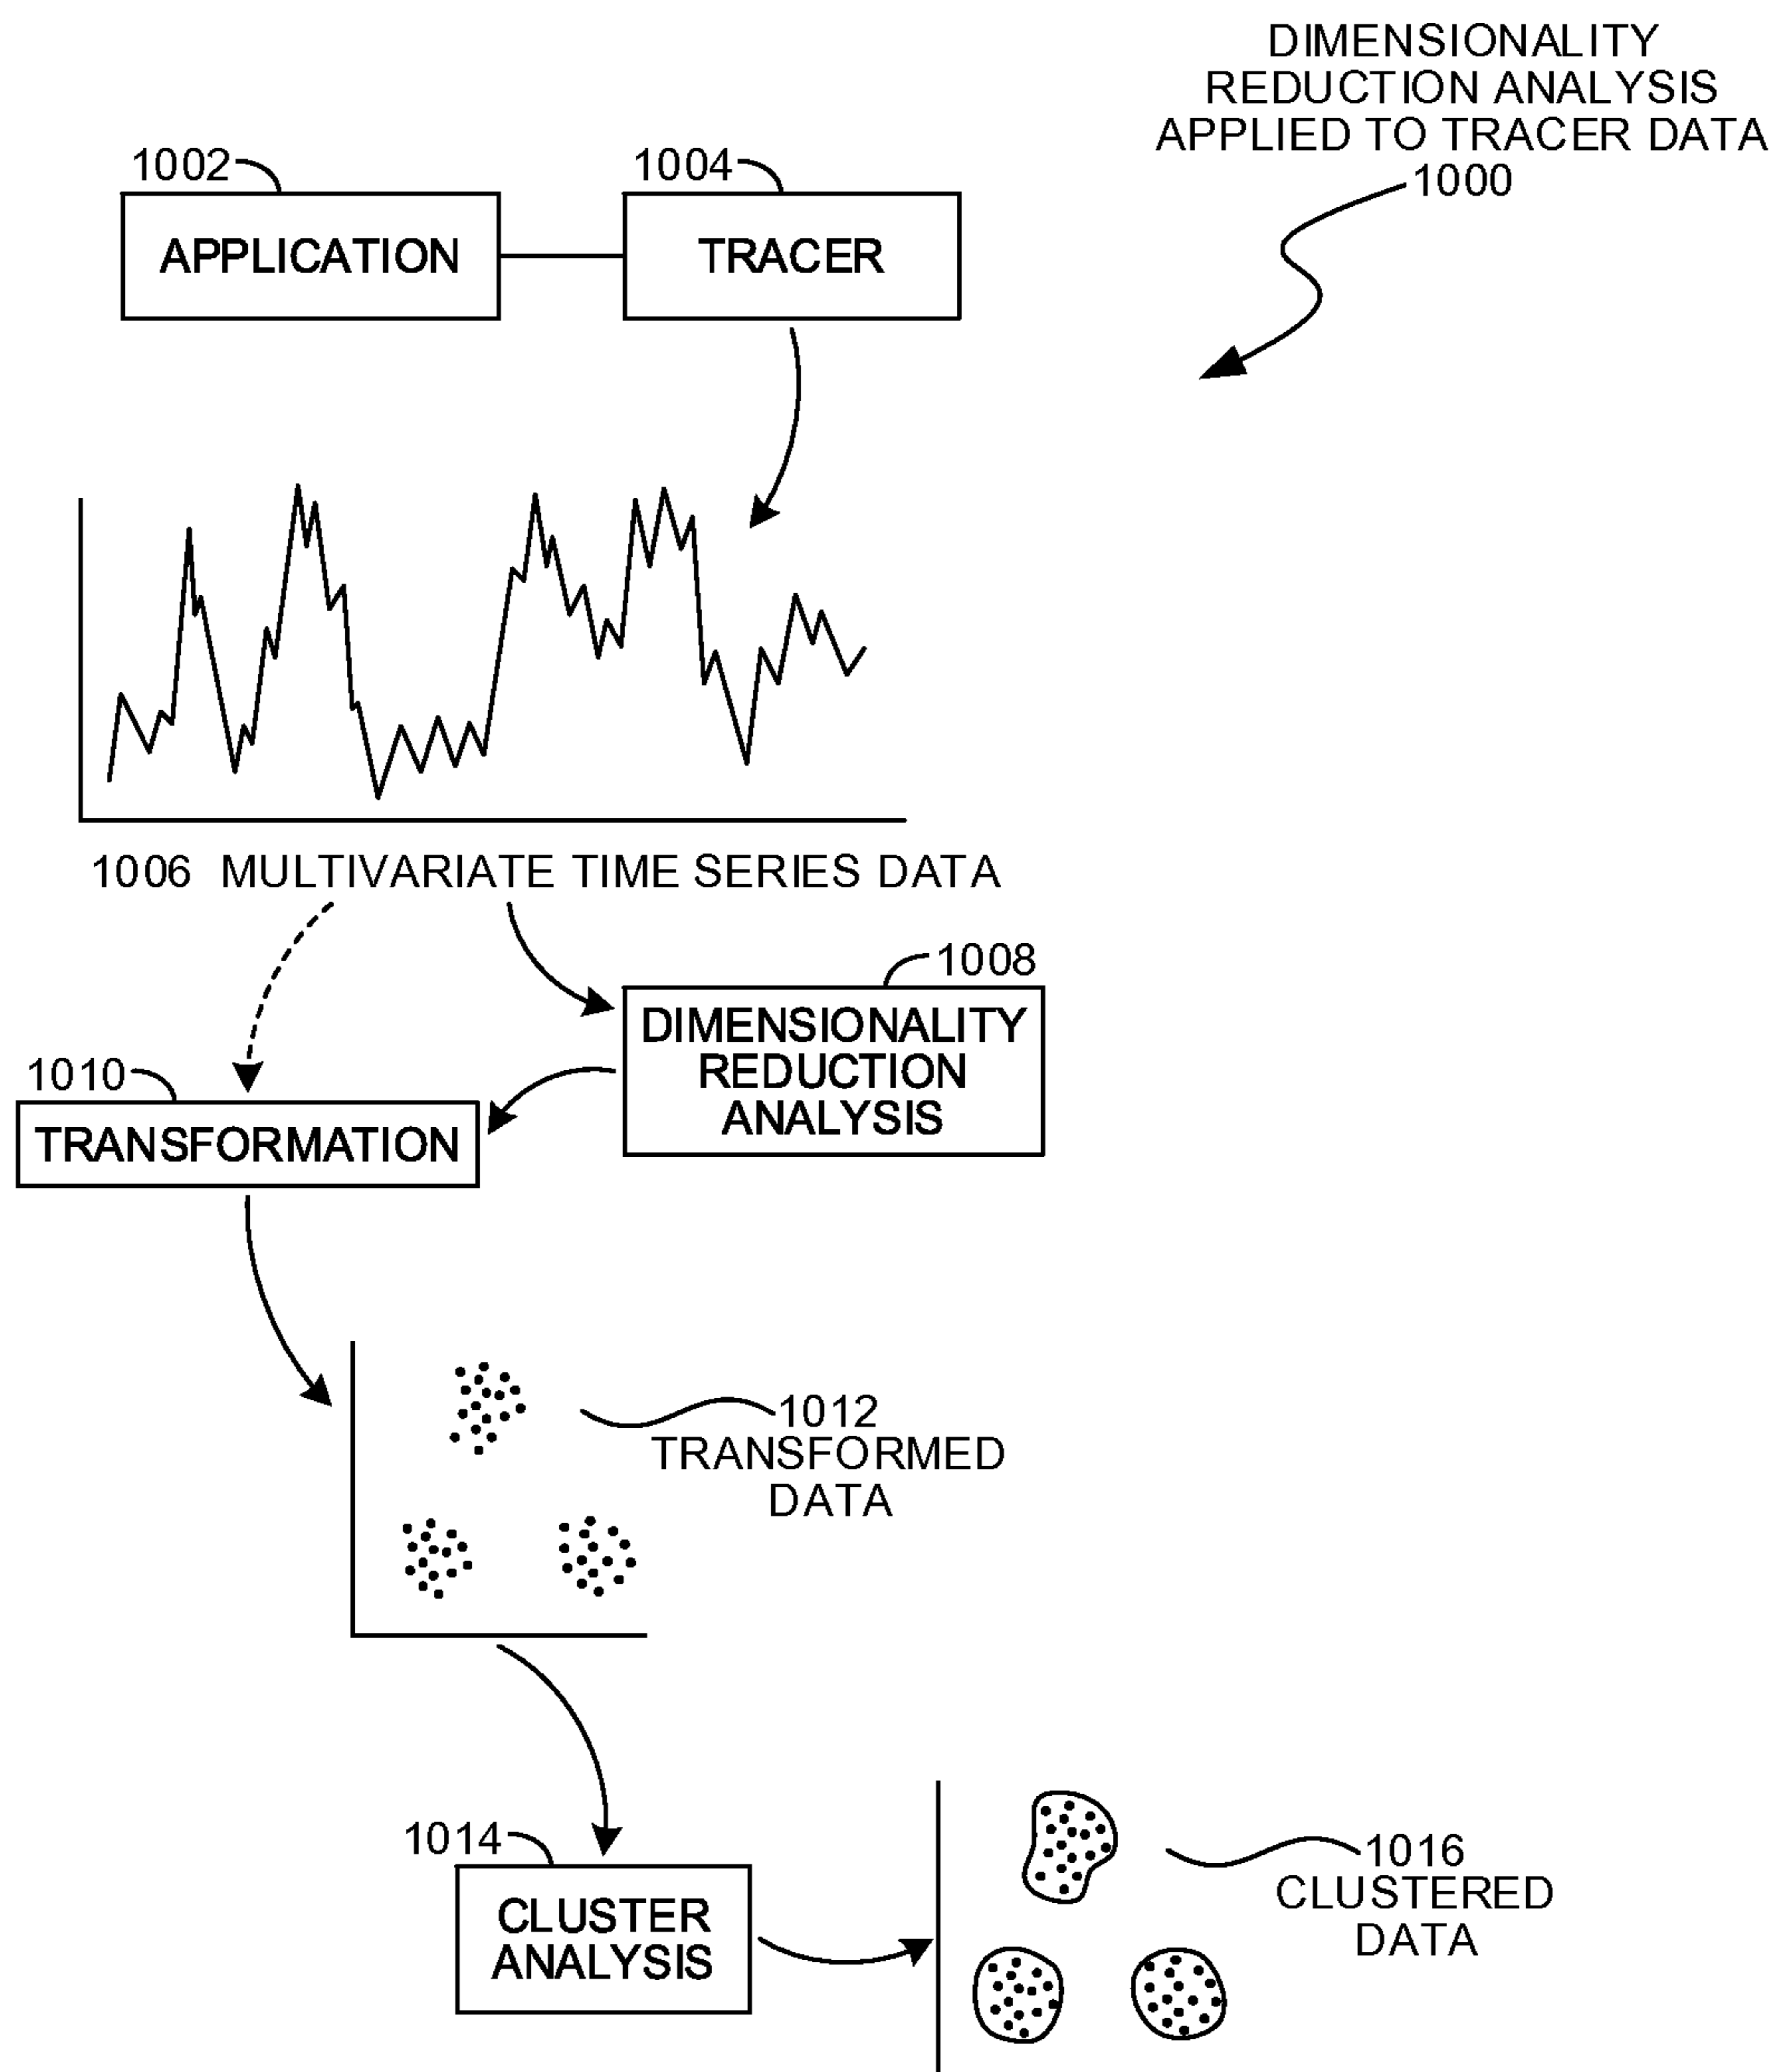 DIMENSIONALITY
REDUCTION ANALYSIS
APPLIED TO TRACER DATA
1000
1002
1004
APPLICATION
TRACER
1006 MULTIVARIATE TIME SERIES DATA
1008
DIMENSIONALITY
REDUCTION
ANALYSIS
1010
TRANSFORMATION
1012
TRANSFORMED
DATA
1014
CLUSTER
ANALYSIS
1016
CLUSTERED
DATA